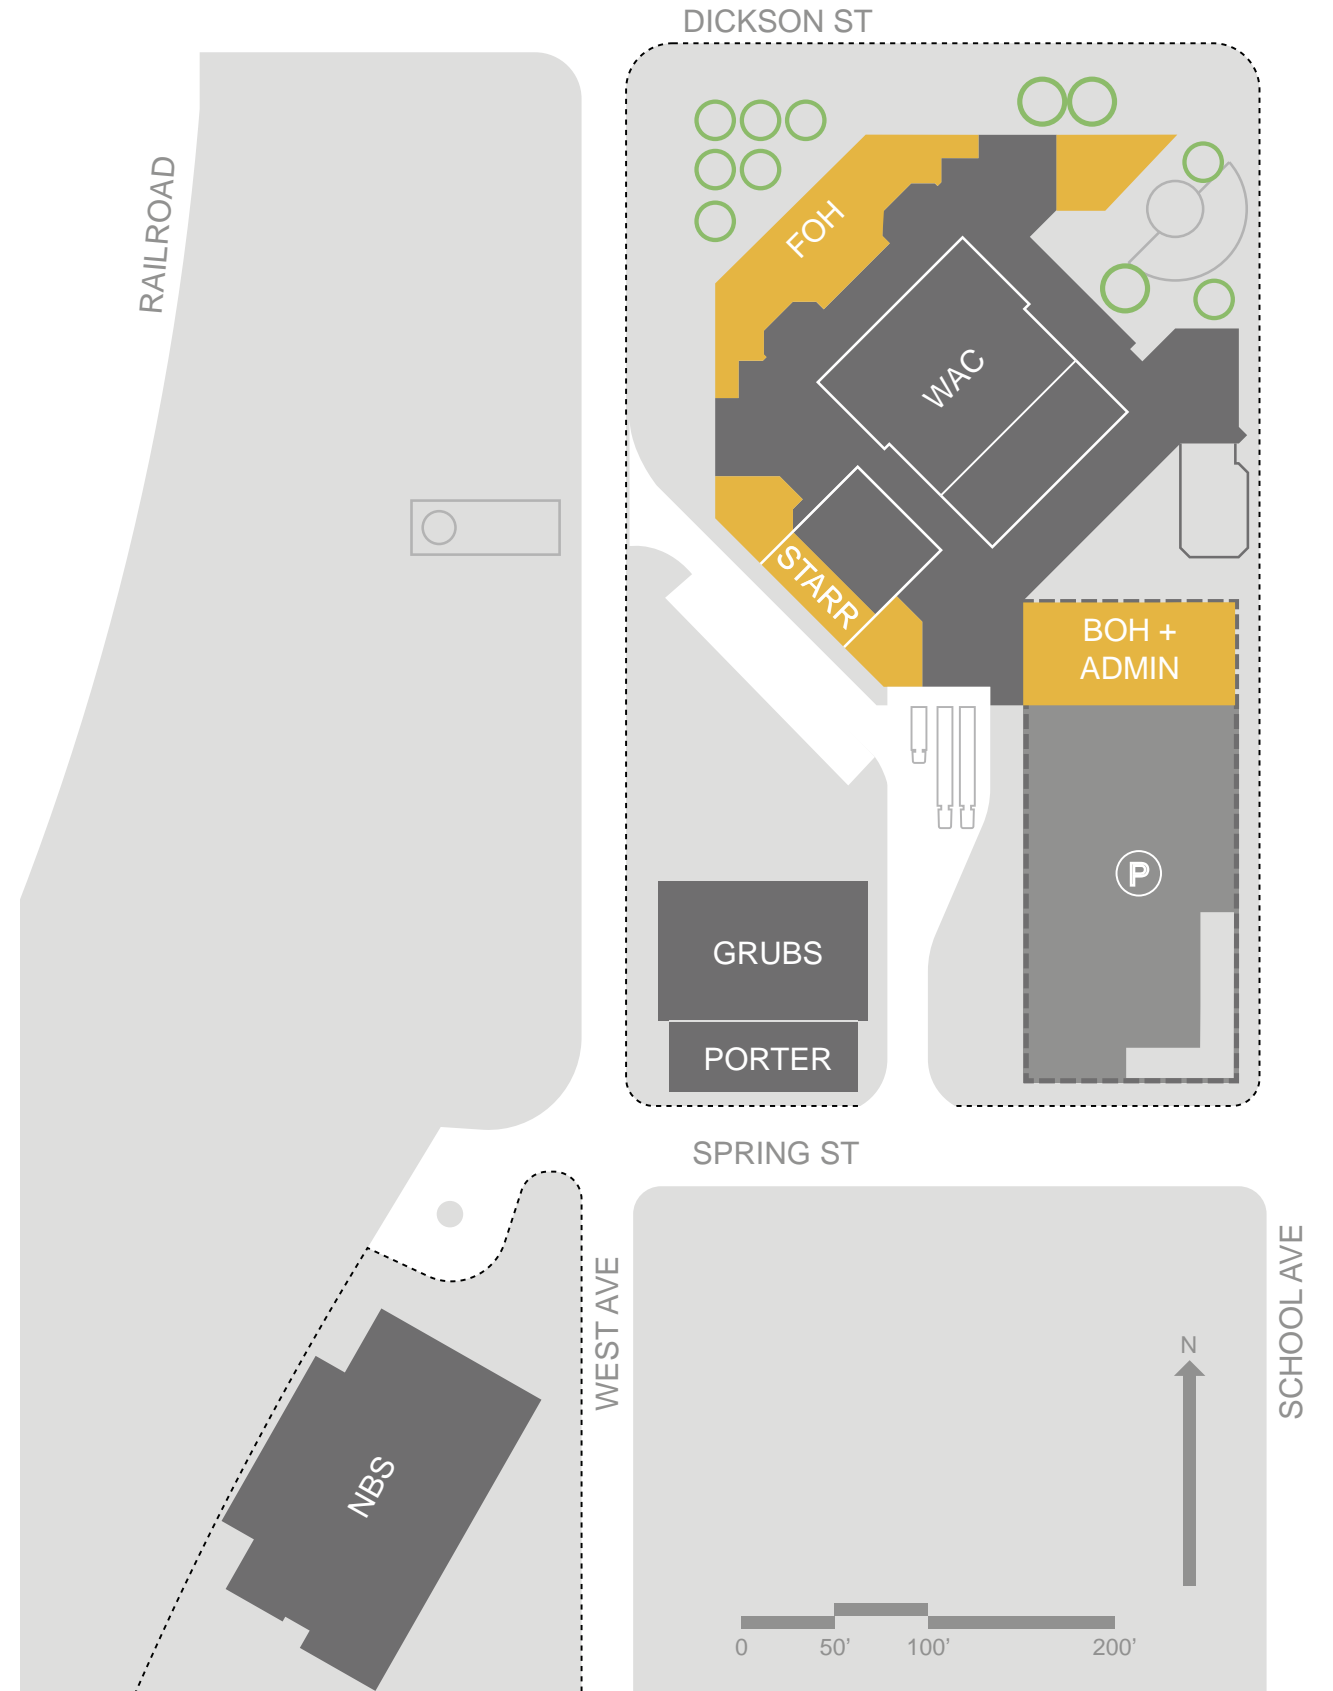 DICKSON ST
RAILROAD
FOH
WAC
STARR
BOH +
ADMIN
P
GRUBS
PORTER
SPRING ST
WEST AVE
SCHOOL AVE
N
NBS
0 50’ 100’ 200’